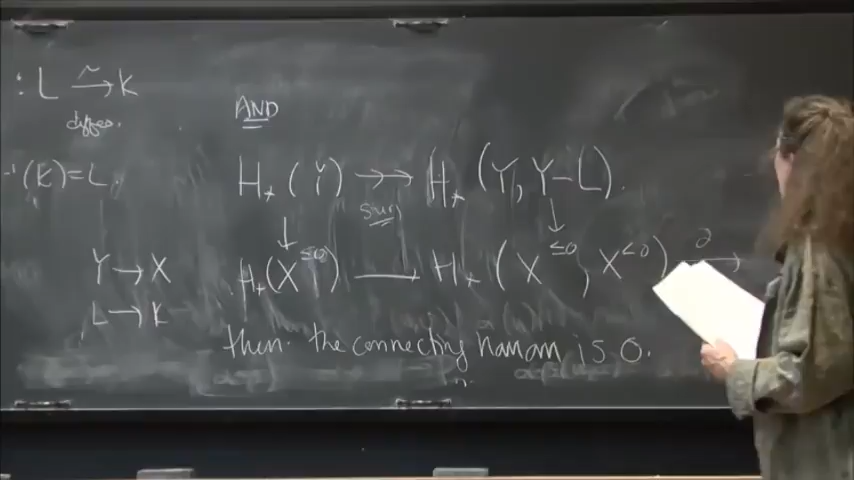 : L ~→ K
diffeo.
AND
⁻¹(K) = L.
H⋆(Y) →→ H⋆(Y, Y-L).
surj
↓ ↓
Y → X
H⋆(X^≤0) → H⋆(X^≤0, X^<0) ∂→
L → K
then the connecting homom is 0.